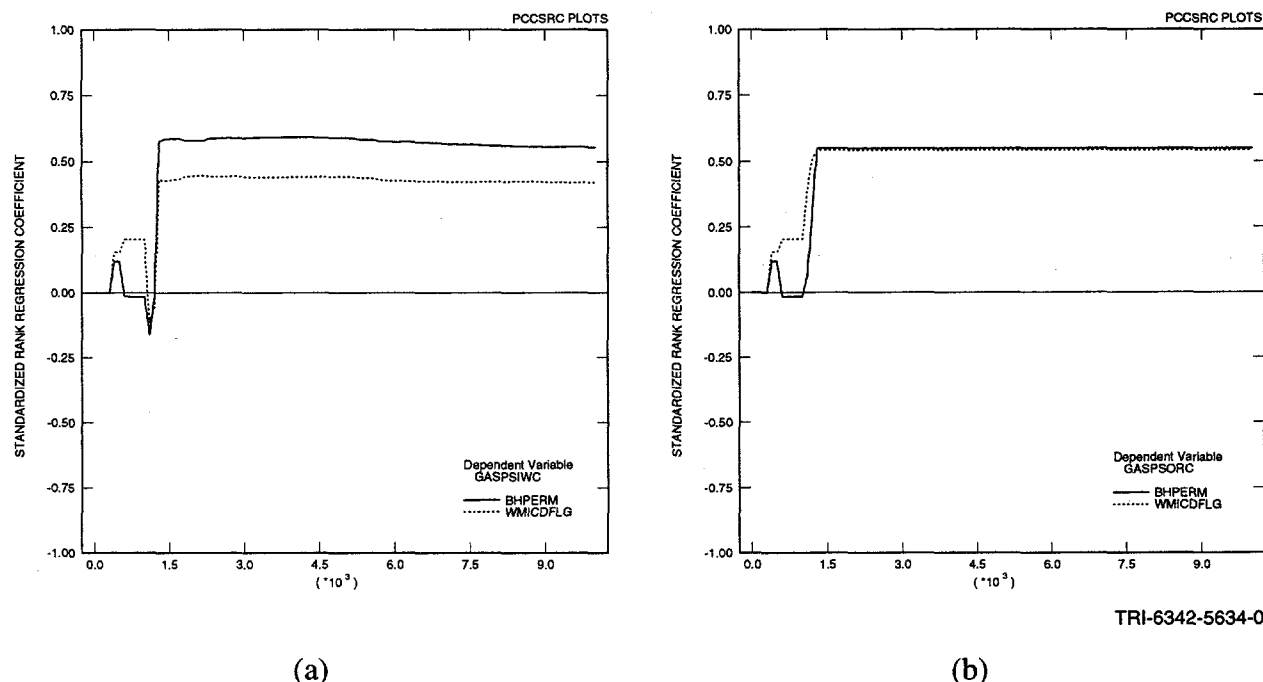 PCCSRC PLOTS
STANDARDIZED RANK REGRESSION COEFFICIENT
1.00
0.75
0.50
0.25
0.00
-0.25
-0.50
-0.75
-1.00
Dependent Variable
GASPSIWC
BHPERM
WMICDFLG
0.0 1.5 3.0 4.5 6.0 7.5 9.0
( *10 3 )
(a)
PCCSRC PLOTS
STANDARDIZED RANK REGRESSION COEFFICIENT
1.00
0.75
0.50
0.25
0.00
-0.25
-0.50
-0.75
-1.00
Dependent Variable
GASPSORC
BHPERM
WMICDFLG
0.0 1.5 3.0 4.5 6.0 7.5 9.0
( *10 3 )
TRI-6342-5634-0
(b)